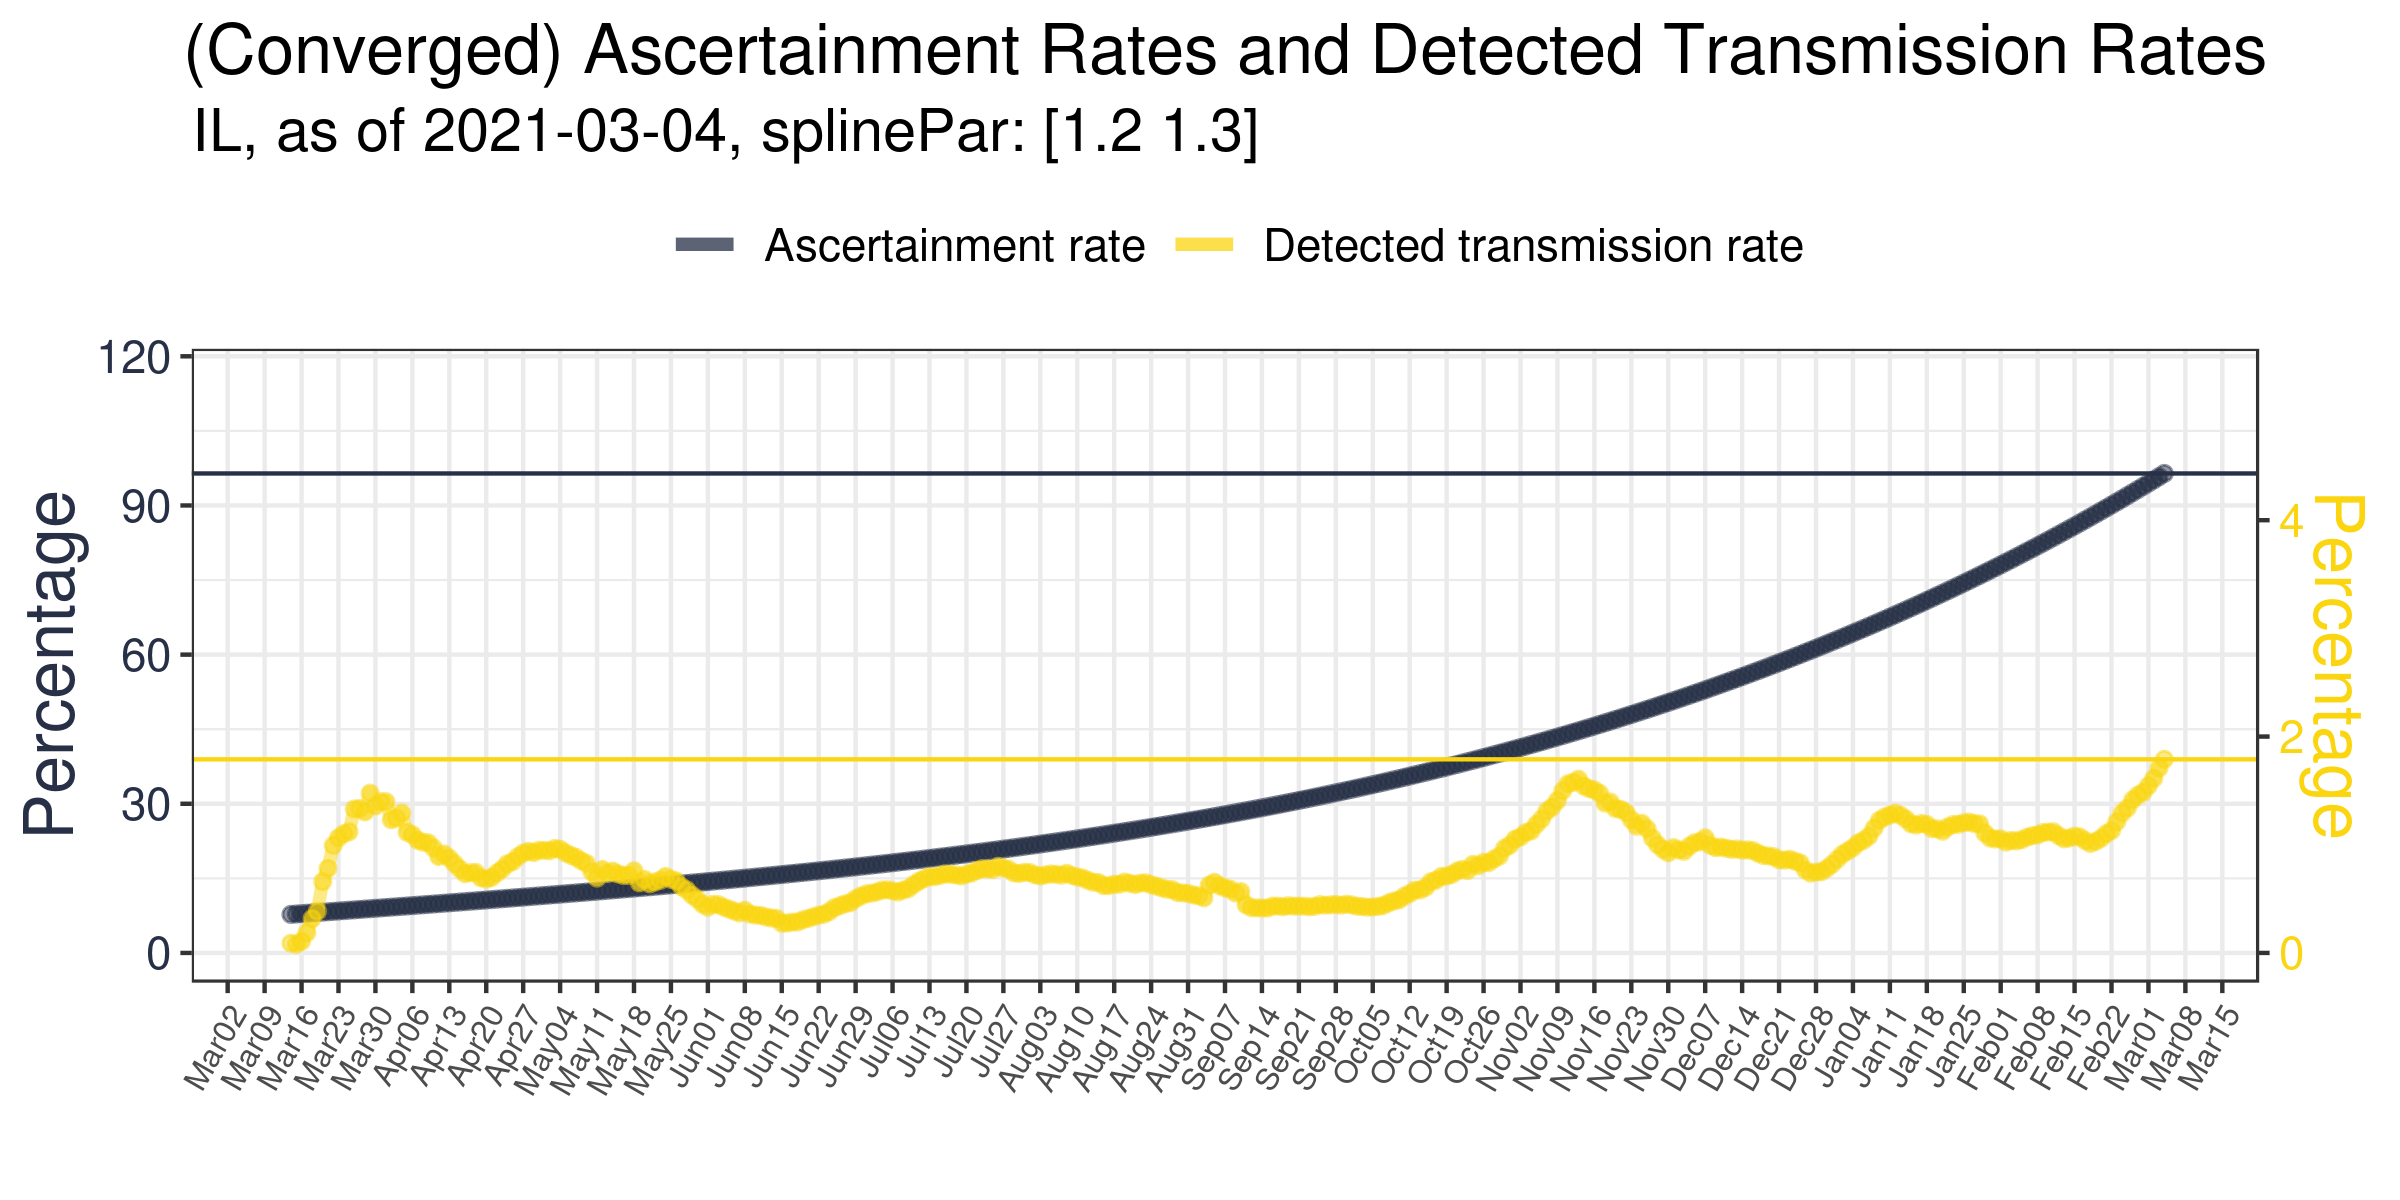 (Converged) Ascertainment Rates and Detected Transmission Rates
IL, as of 2021-03-04, splinePar: [1.2 1.3]
Ascertainment rate Detected transmission rate
120
90
60
30
0
Percentage
4
2
0
Percentage
Mar02 Mar09 Mar16 Mar23 Mar30 Apr06 Apr13 Apr20 Apr27 May04 May11 May18 May25 Jun01 Jun08 Jun15 Jun22 Jun29 Jul06 Jul13 Jul20 Jul27 Aug03 Aug10 Aug17 Aug24 Aug31 Sep07 Sep14 Sep21 Sep28 Oct05 Oct12 Oct19 Oct26 Nov02 Nov09 Nov16 Nov23 Nov30 Dec07 Dec14 Dec21 Dec28 Jan04 Jan11 Jan18 Jan25 Feb01 Feb08 Feb15 Feb22 Mar01 Mar08 Mar15